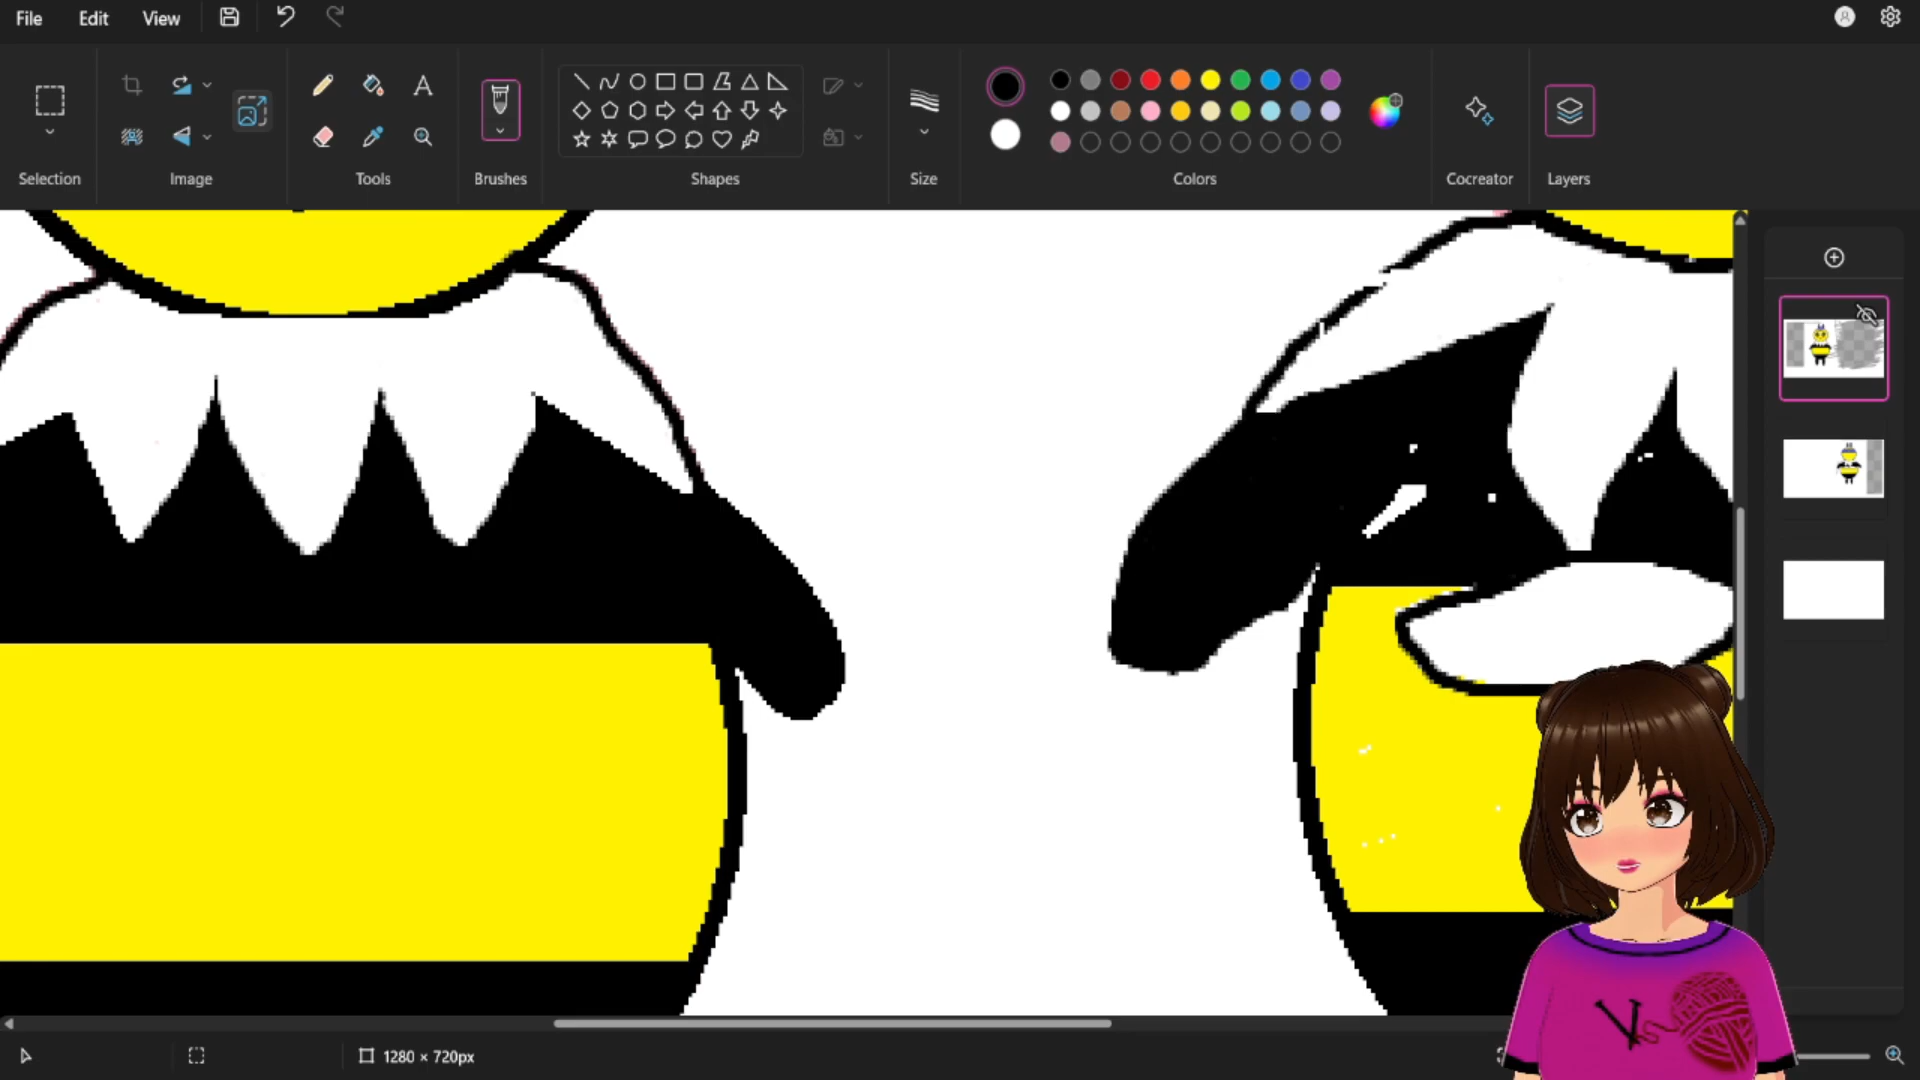 File Edit View
Selection Image Tools Brushes Shapes Size Colors Cocreator Layers
1280 × 720px